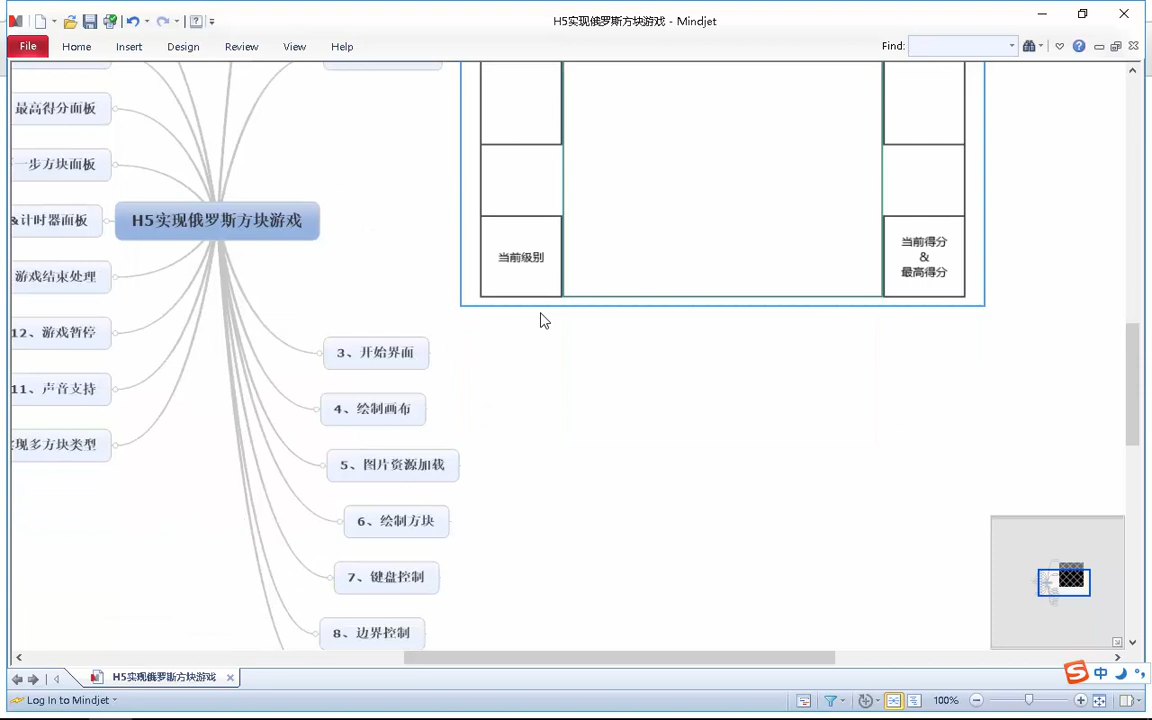 H5实现俄罗斯方块游戏 - Mindjet
File Home Insert Design Review View Help
Find:
最高得分面板
一步方块面板
&计时器面板
H5实现俄罗斯方块游戏
游戏结束处理
12、游戏暂停
11、声音支持
现多方块类型
当前级别
当前得分
&
最高得分
3、开始界面
4、绘制画布
5、图片资源加载
6、绘制方块
7、键盘控制
8、边界控制
H5实现俄罗斯方块游戏
中
Log In to Mindjet
100%